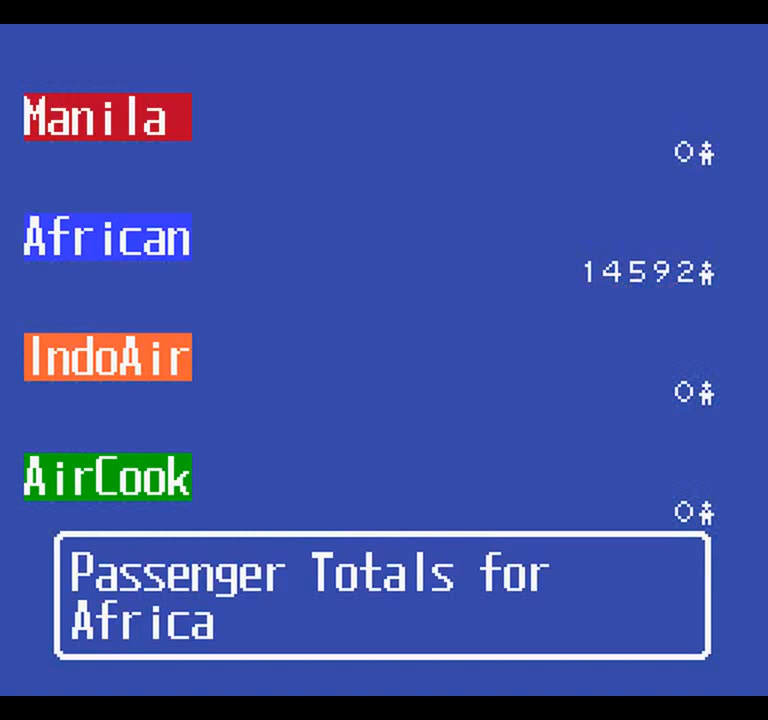 Manila
0
African
14592
IndoAir
0
AirCook
0
Passenger Totals for
Africa